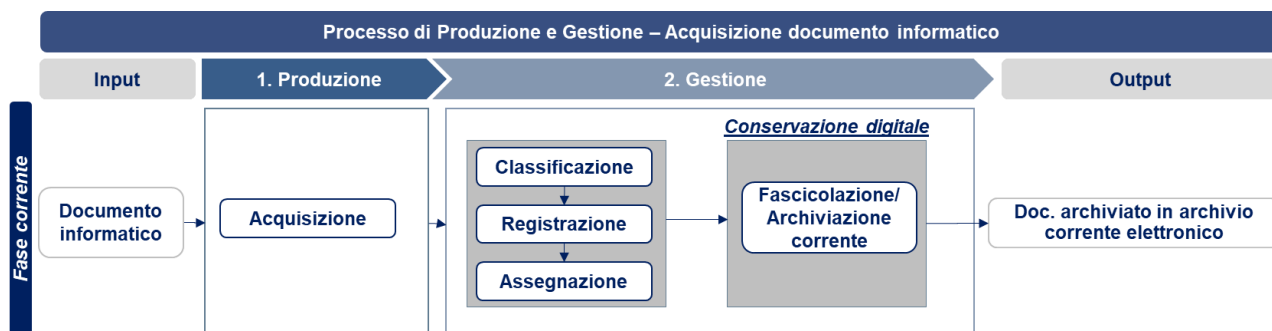 Processo di Produzione e Gestione – Acquisizione documento informatico
Input
1. Produzione
2. Gestione
Output
Fase corrente
Documento
informatico
Acquisizione
Classificazione
Registrazione
Assegnazione
Conservazione digitale
Fascicolazione/
Archiviazione
corrente
Doc. archiviato in archivio
corrente elettronico